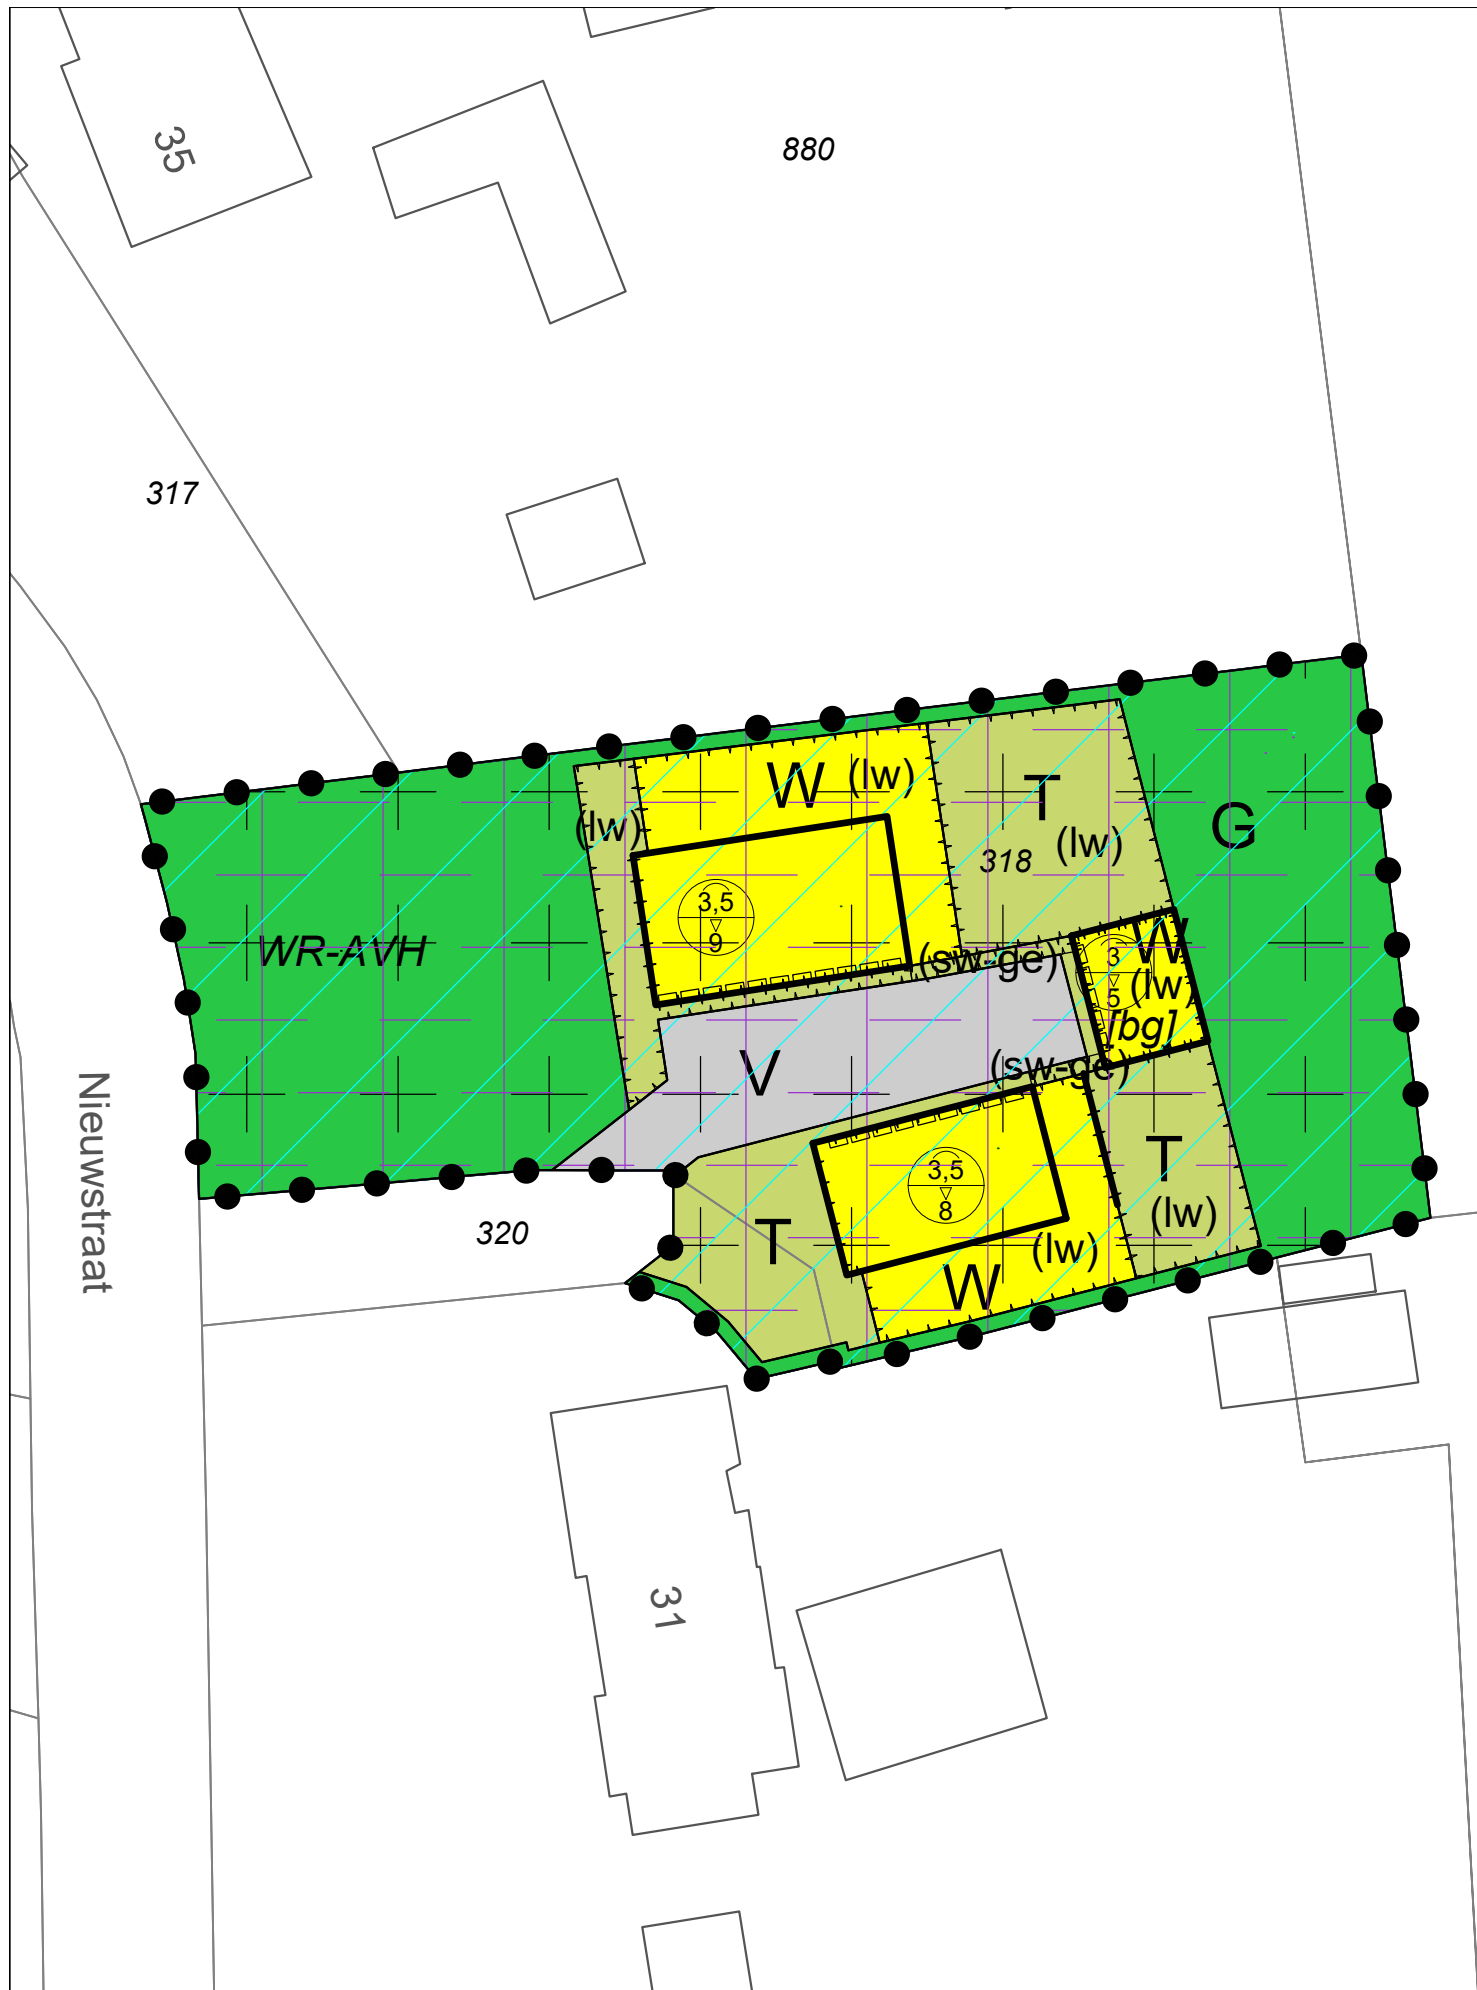 35
880
317
W (lw)
T
(lw)
(lw)
318
G
3,5
9
WR-AVH
(sw-ge)
W
3
5
(lw)
[bg]
V
(sw-ge)
Nieuwstraat
T
(lw)
3,5
8
320
T
(lw)
W
31